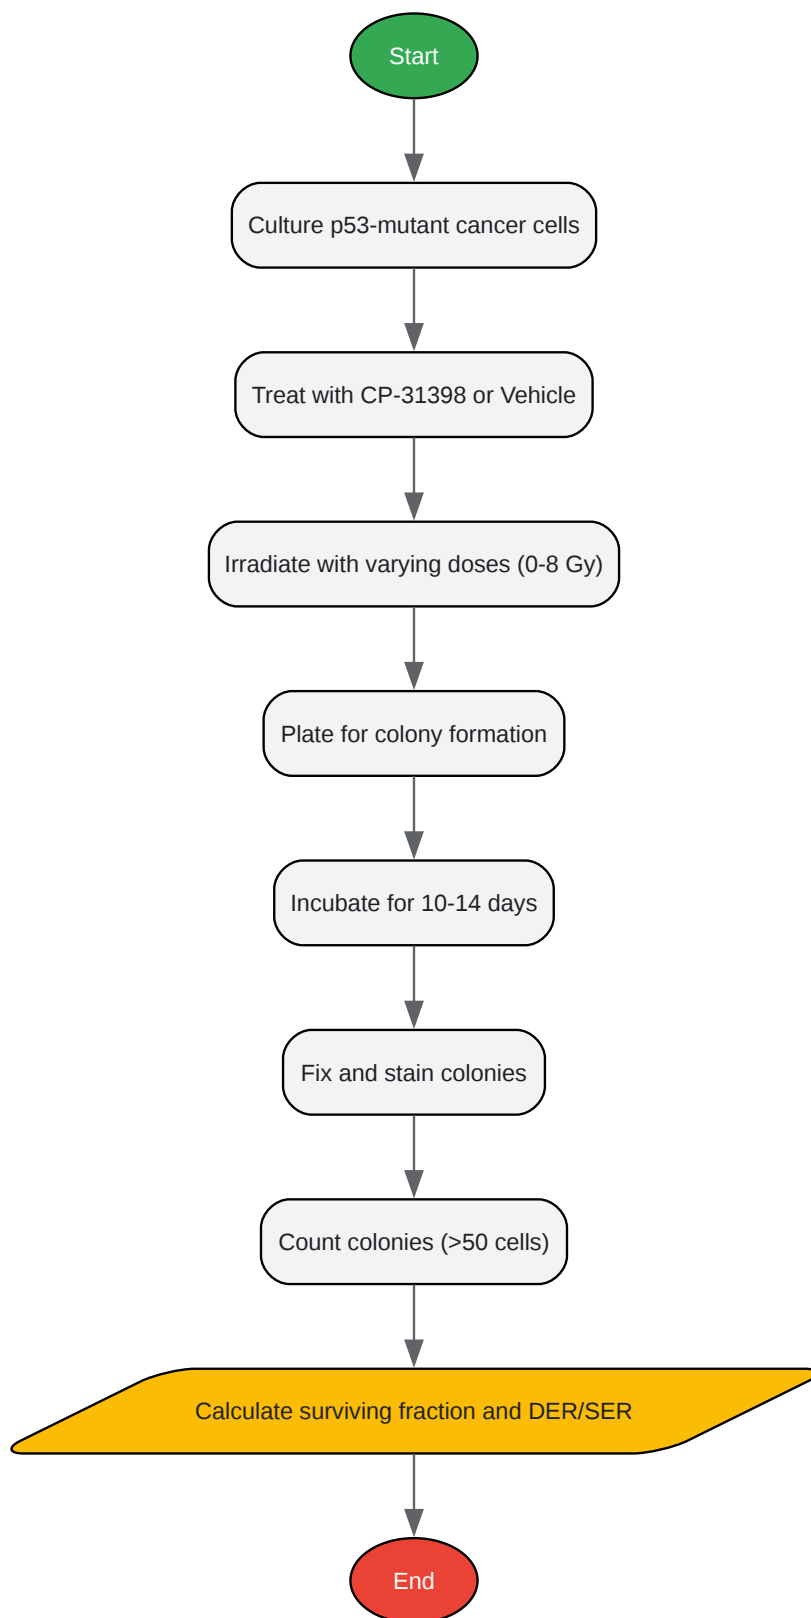 Start
Culture p53-mutant cancer cells
Treat with CP-31398 or Vehicle
Irradiate with varying doses (0-8 Gy)
Plate for colony formation
Incubate for 10-14 days
Fix and stain colonies
Count colonies (>50 cells)
Calculate surviving fraction and DER/SER
End